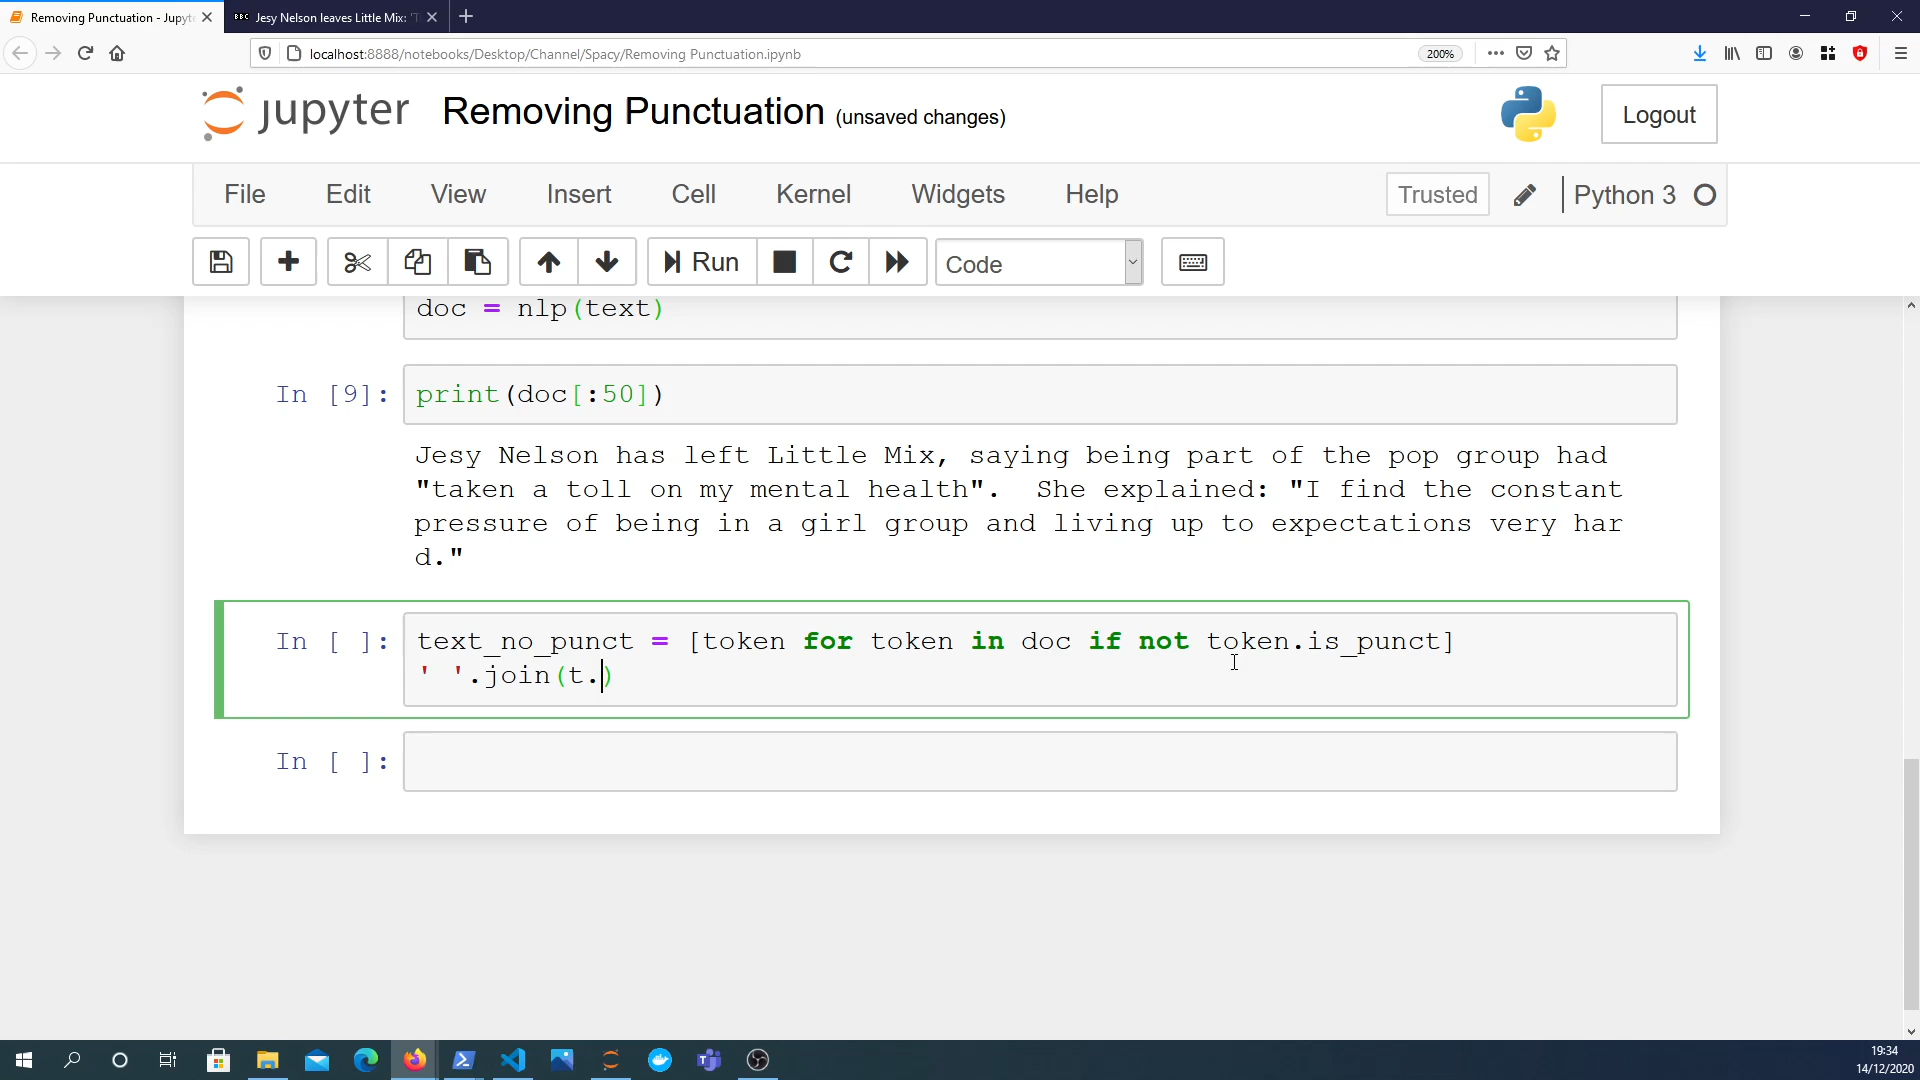 Removing Punctuation - Jupyt
BBC Jesy Nelson leaves Little Mix: 'T
localhost:8888/notebooks/Desktop/Channel/Spacy/Removing Punctuation.ipynb
200%
jupyter Removing Punctuation (unsaved changes)
Logout
File Edit View Insert Cell Kernel Widgets Help
Trusted
Python 3
Run
Code
doc = nlp(text)
In [9]: print(doc[:50])
Jesy Nelson has left Little Mix, saying being part of the pop group had
"taken a toll on my mental health".  She explained: "I find the constant
pressure of being in a girl group and living up to expectations very har
d."
In [ ]: text_no_punct = [token for token in doc if not token.is_punct]
' '.join(t.)
In [ ]:
19:34
14/12/2020